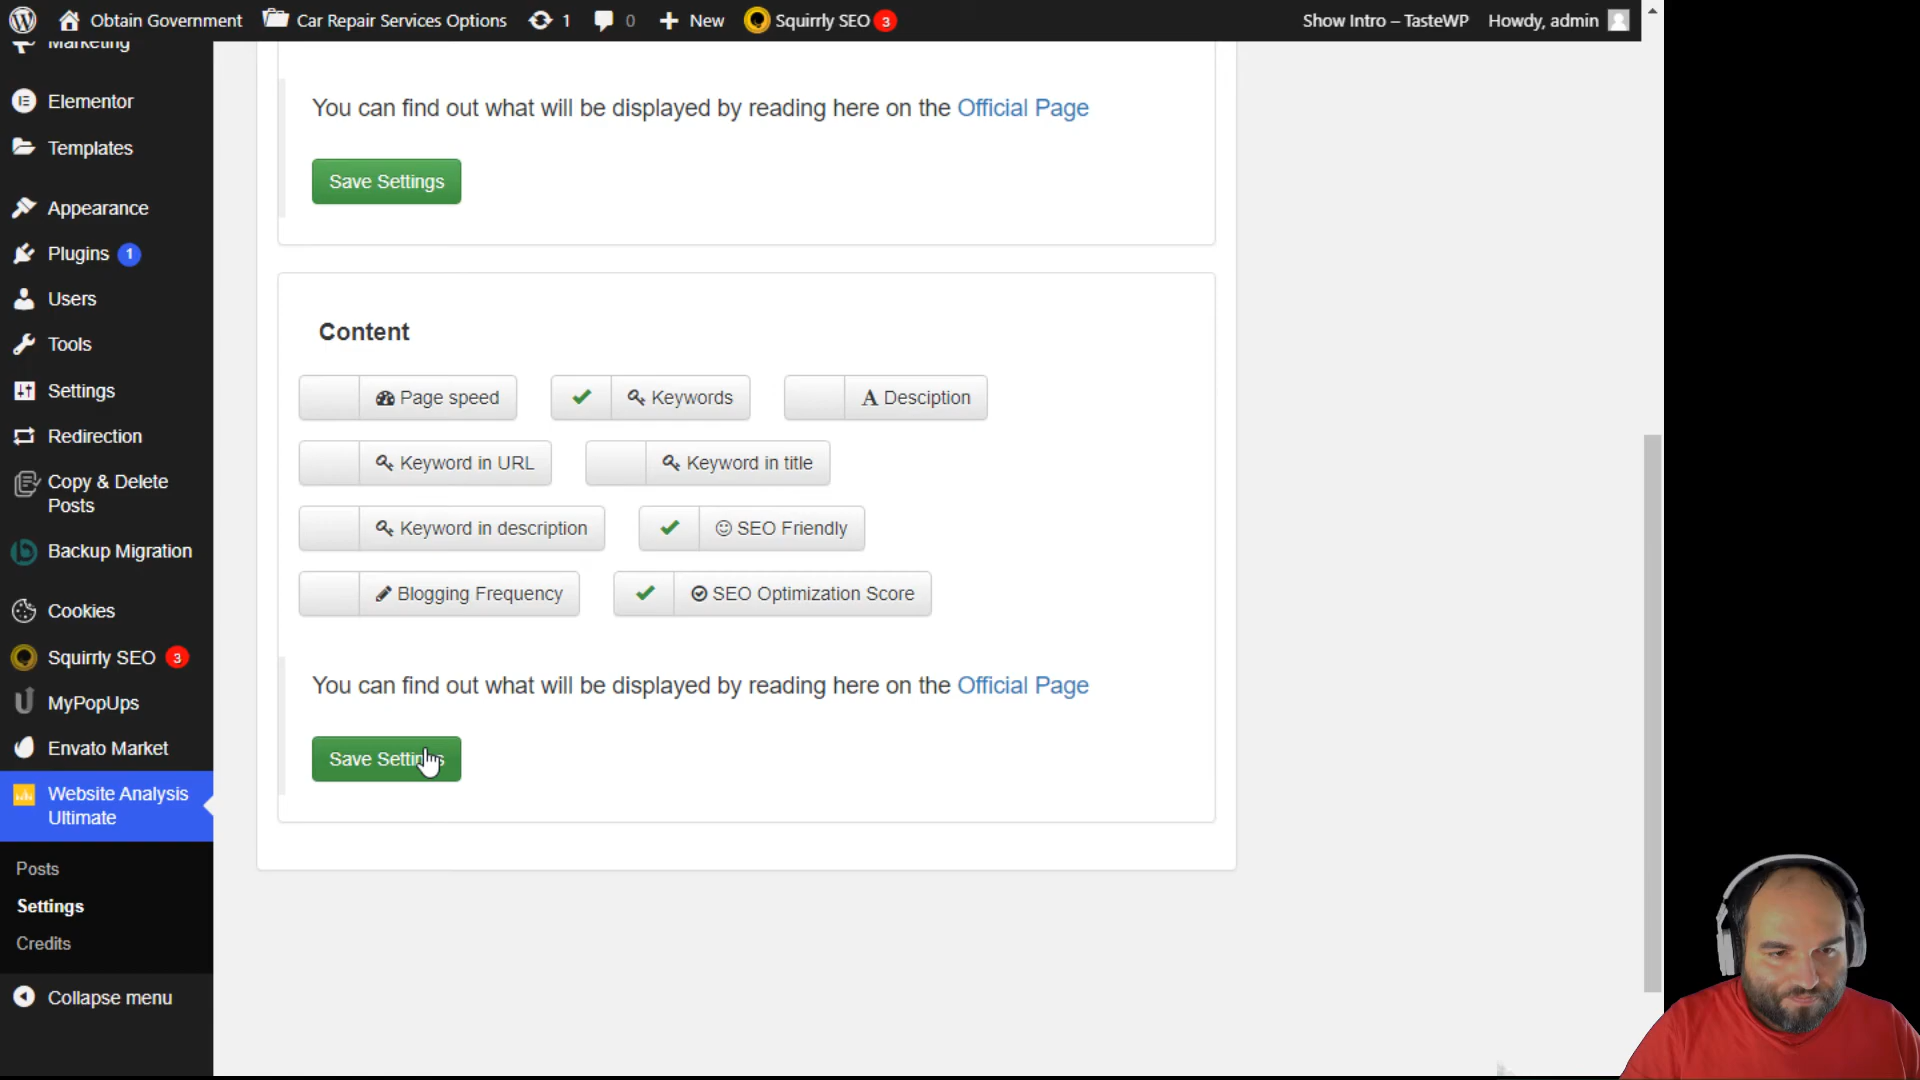 Obtain Government
Car Repair Services Options
1
0
New
Squirrly SEO 3
Show Intro – TasteWP
Howdy, admin
Marketing
Elementor
Templates
Appearance
Plugins 1
Users
Tools
Settings
Redirection
Copy & Delete
Posts
Backup Migration
Cookies
Squirrly SEO 3
MyPopUps
Envato Market
Website Analysis
Ultimate
Posts
Settings
Credits
Collapse menu
You can find out what will be displayed by reading here on the Official Page
Save Settings
Content
Page speed
Keywords
Desciption
Keyword in URL
Keyword in title
Keyword in description
SEO Friendly
Blogging Frequency
SEO Optimization Score
You can find out what will be displayed by reading here on the Official Page
Save Settings